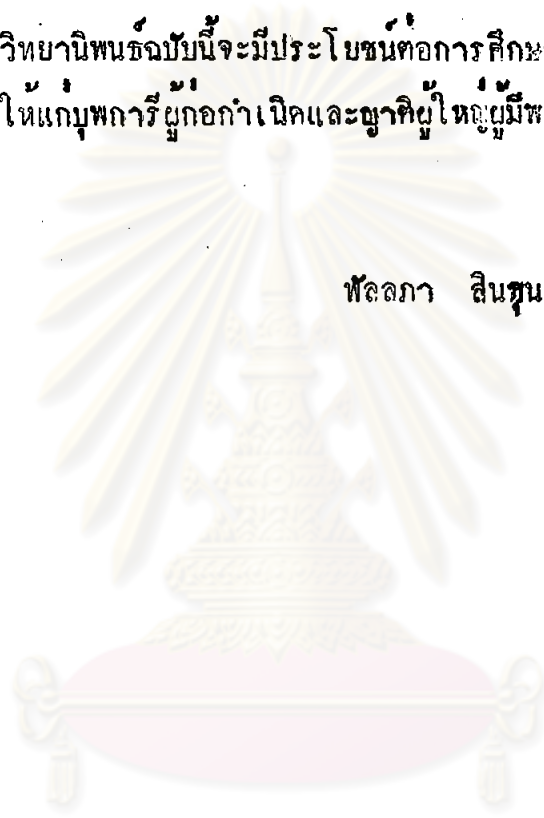 วิทยานิพนธ์ฉบับนี้จะมีประโยชน์ต่อการศึกษ
ให้แก่บุพการีผู้ก่อกำเนิดและญาติผู้ใหญ่ผู้มีพ
พัลลภา สินธุน